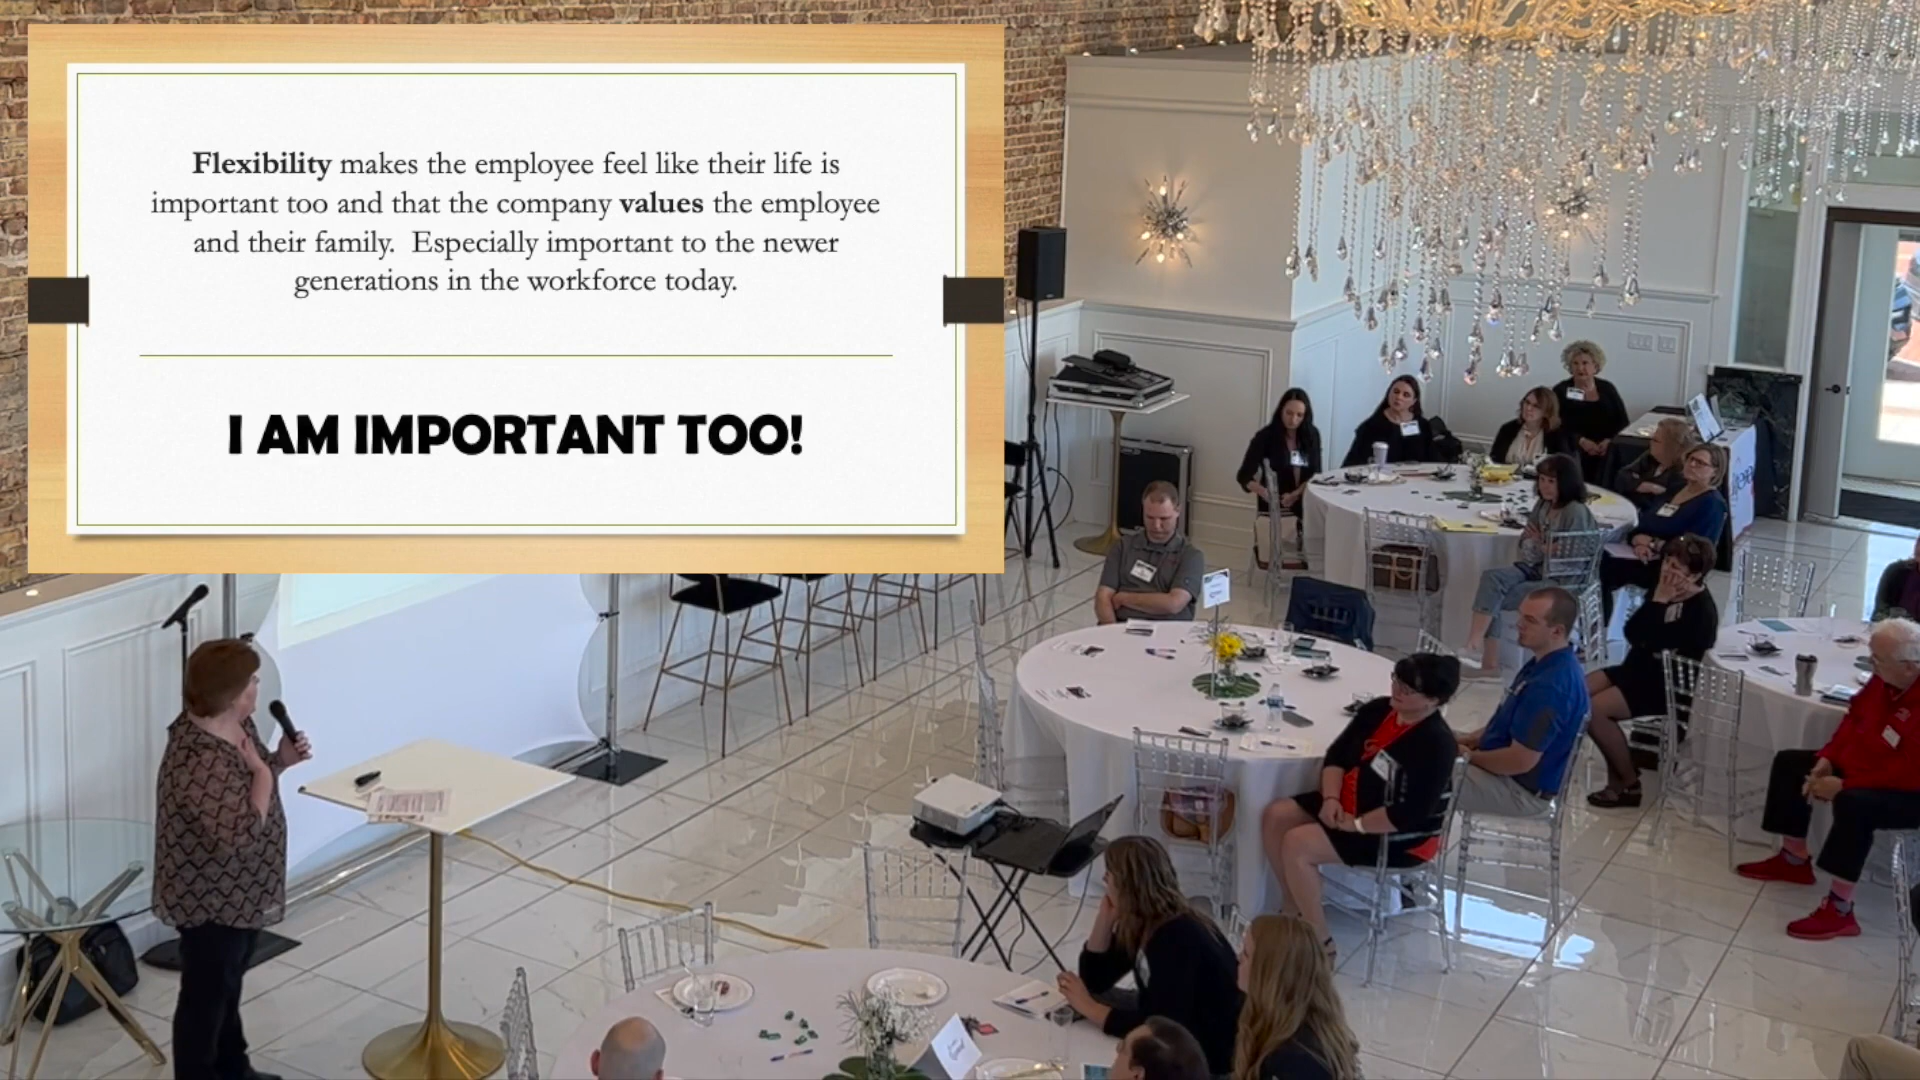 Flexibility makes the employee feel like their life is
important too and that the company values the employee
and their family.  Especially important to the newer
generations in the workforce today.
I AM IMPORTANT TOO!